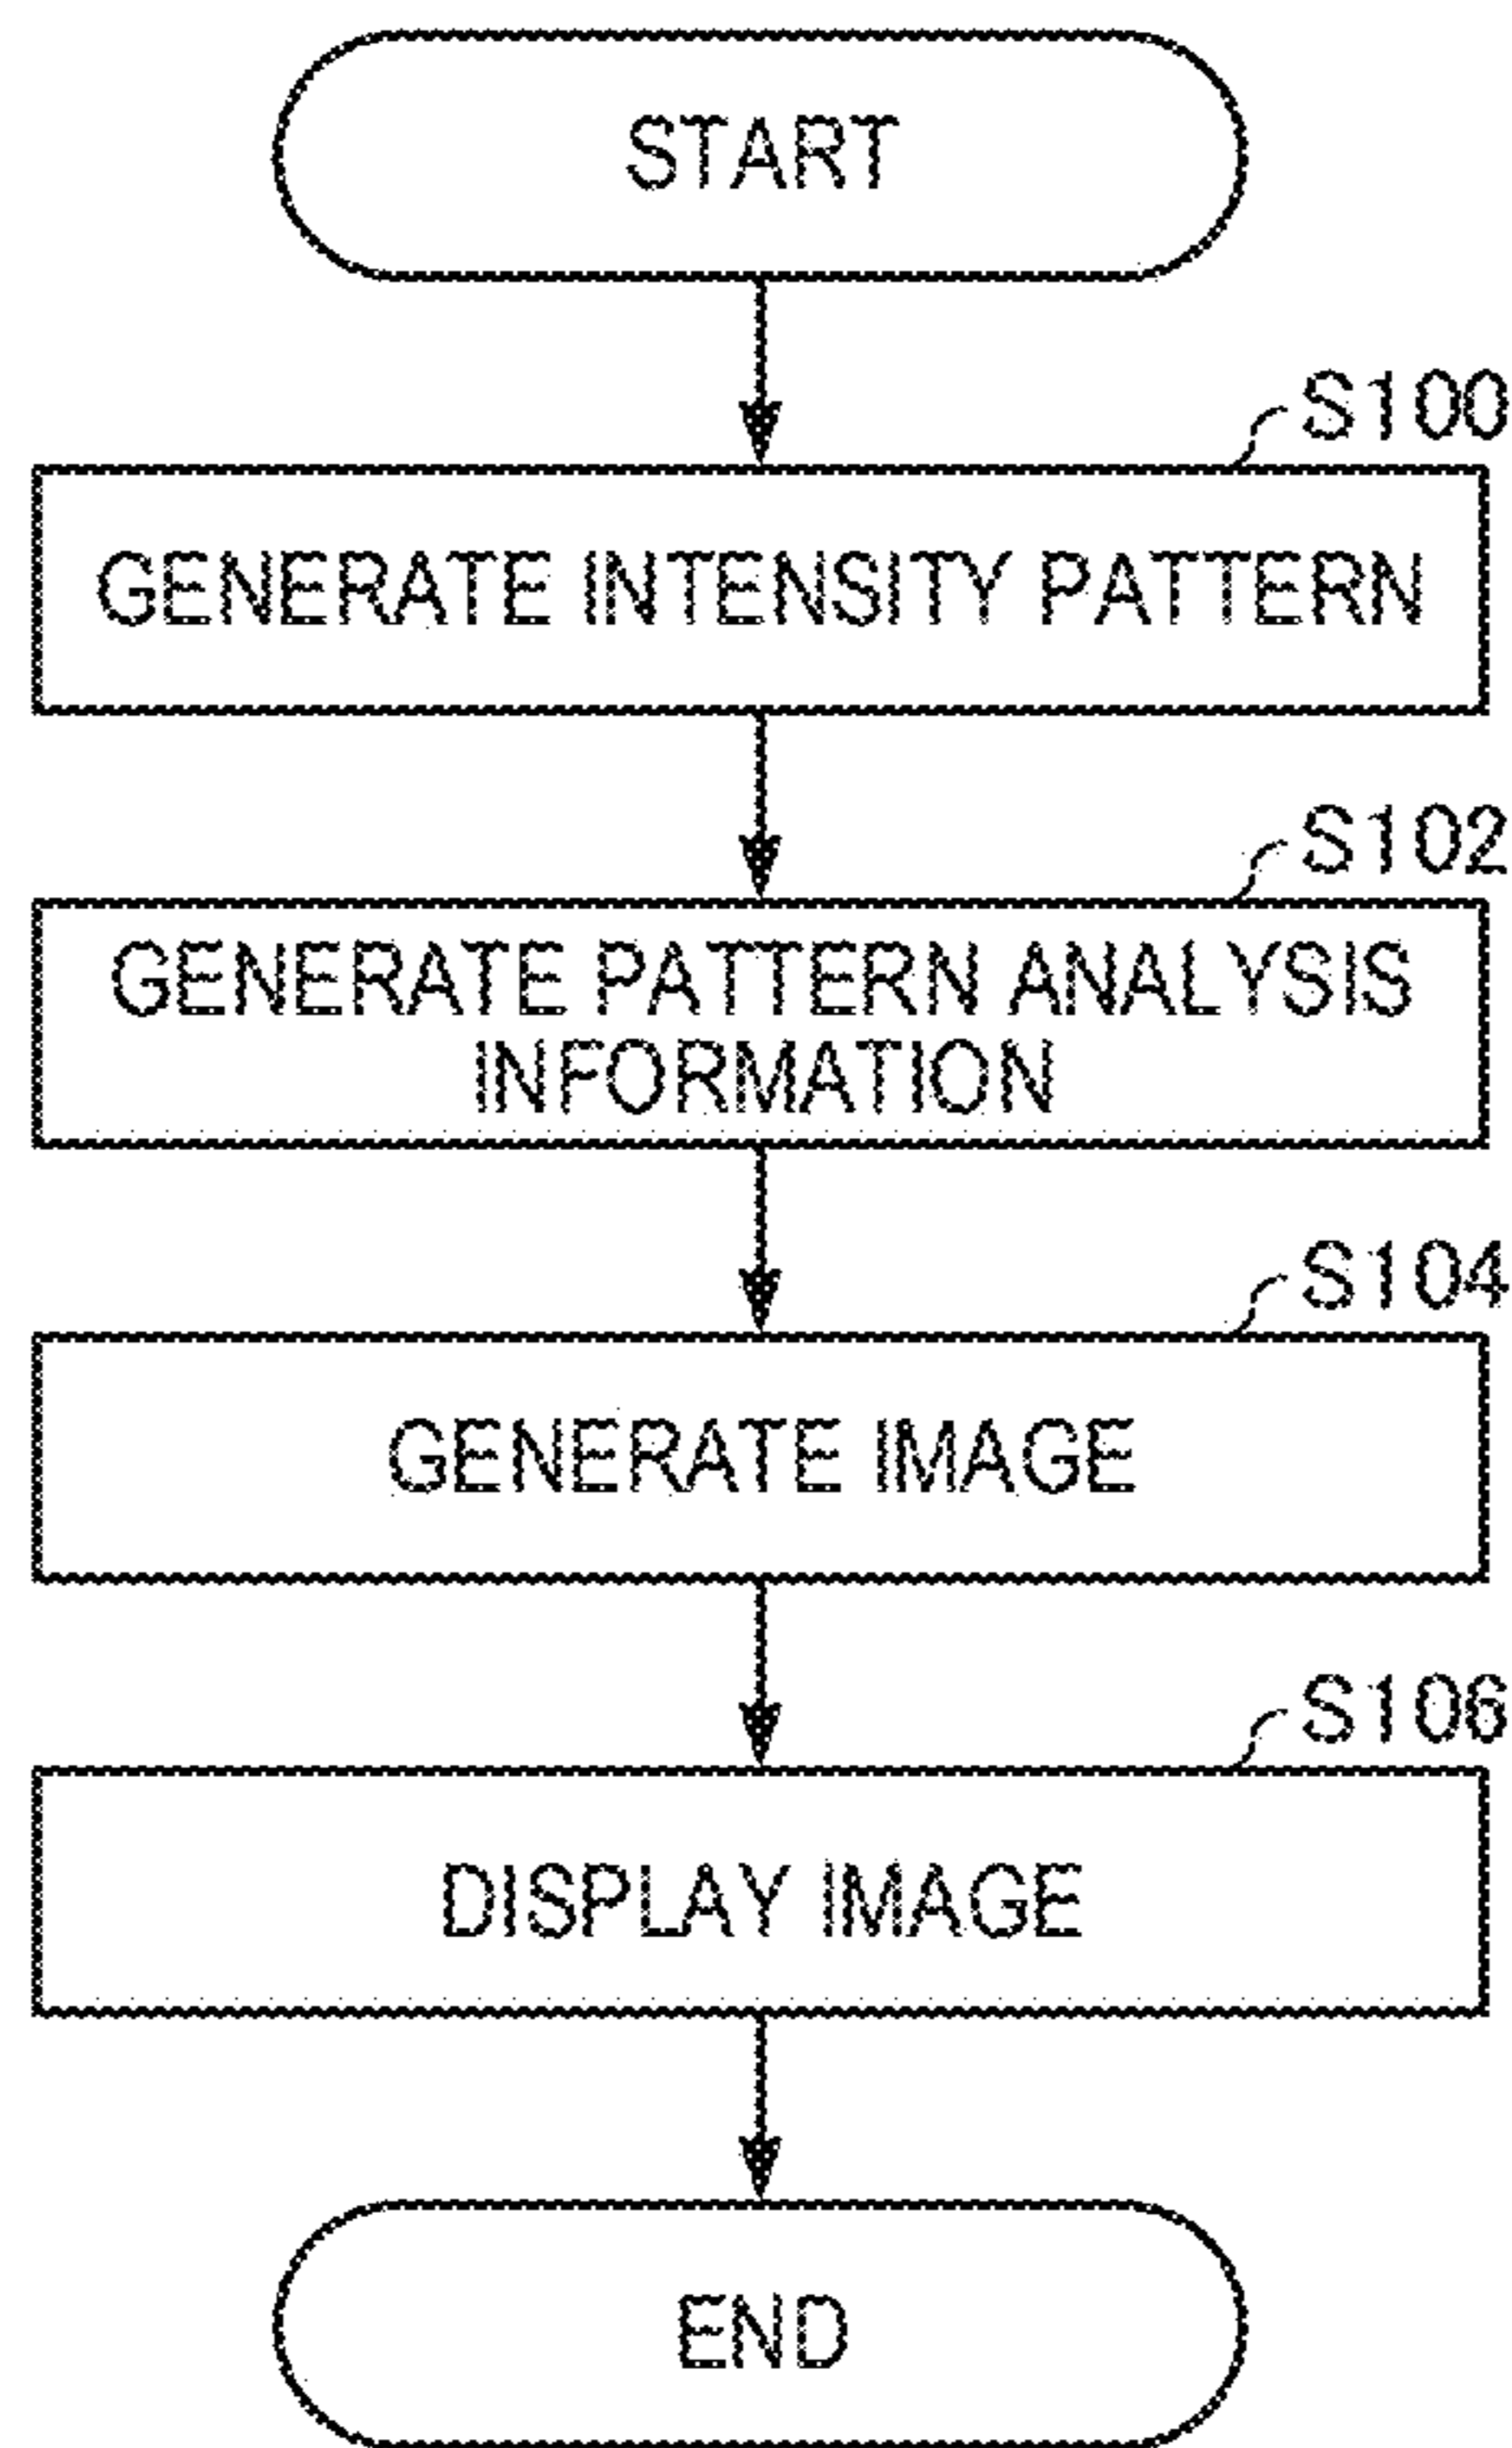 START
S100
GENERATE INTENSITY PATTERN
S102
GENERATE PATTERN ANALYSIS
INFORMATION
S104
GENERATE IMAGE
S106
DISPLAY IMAGE
END